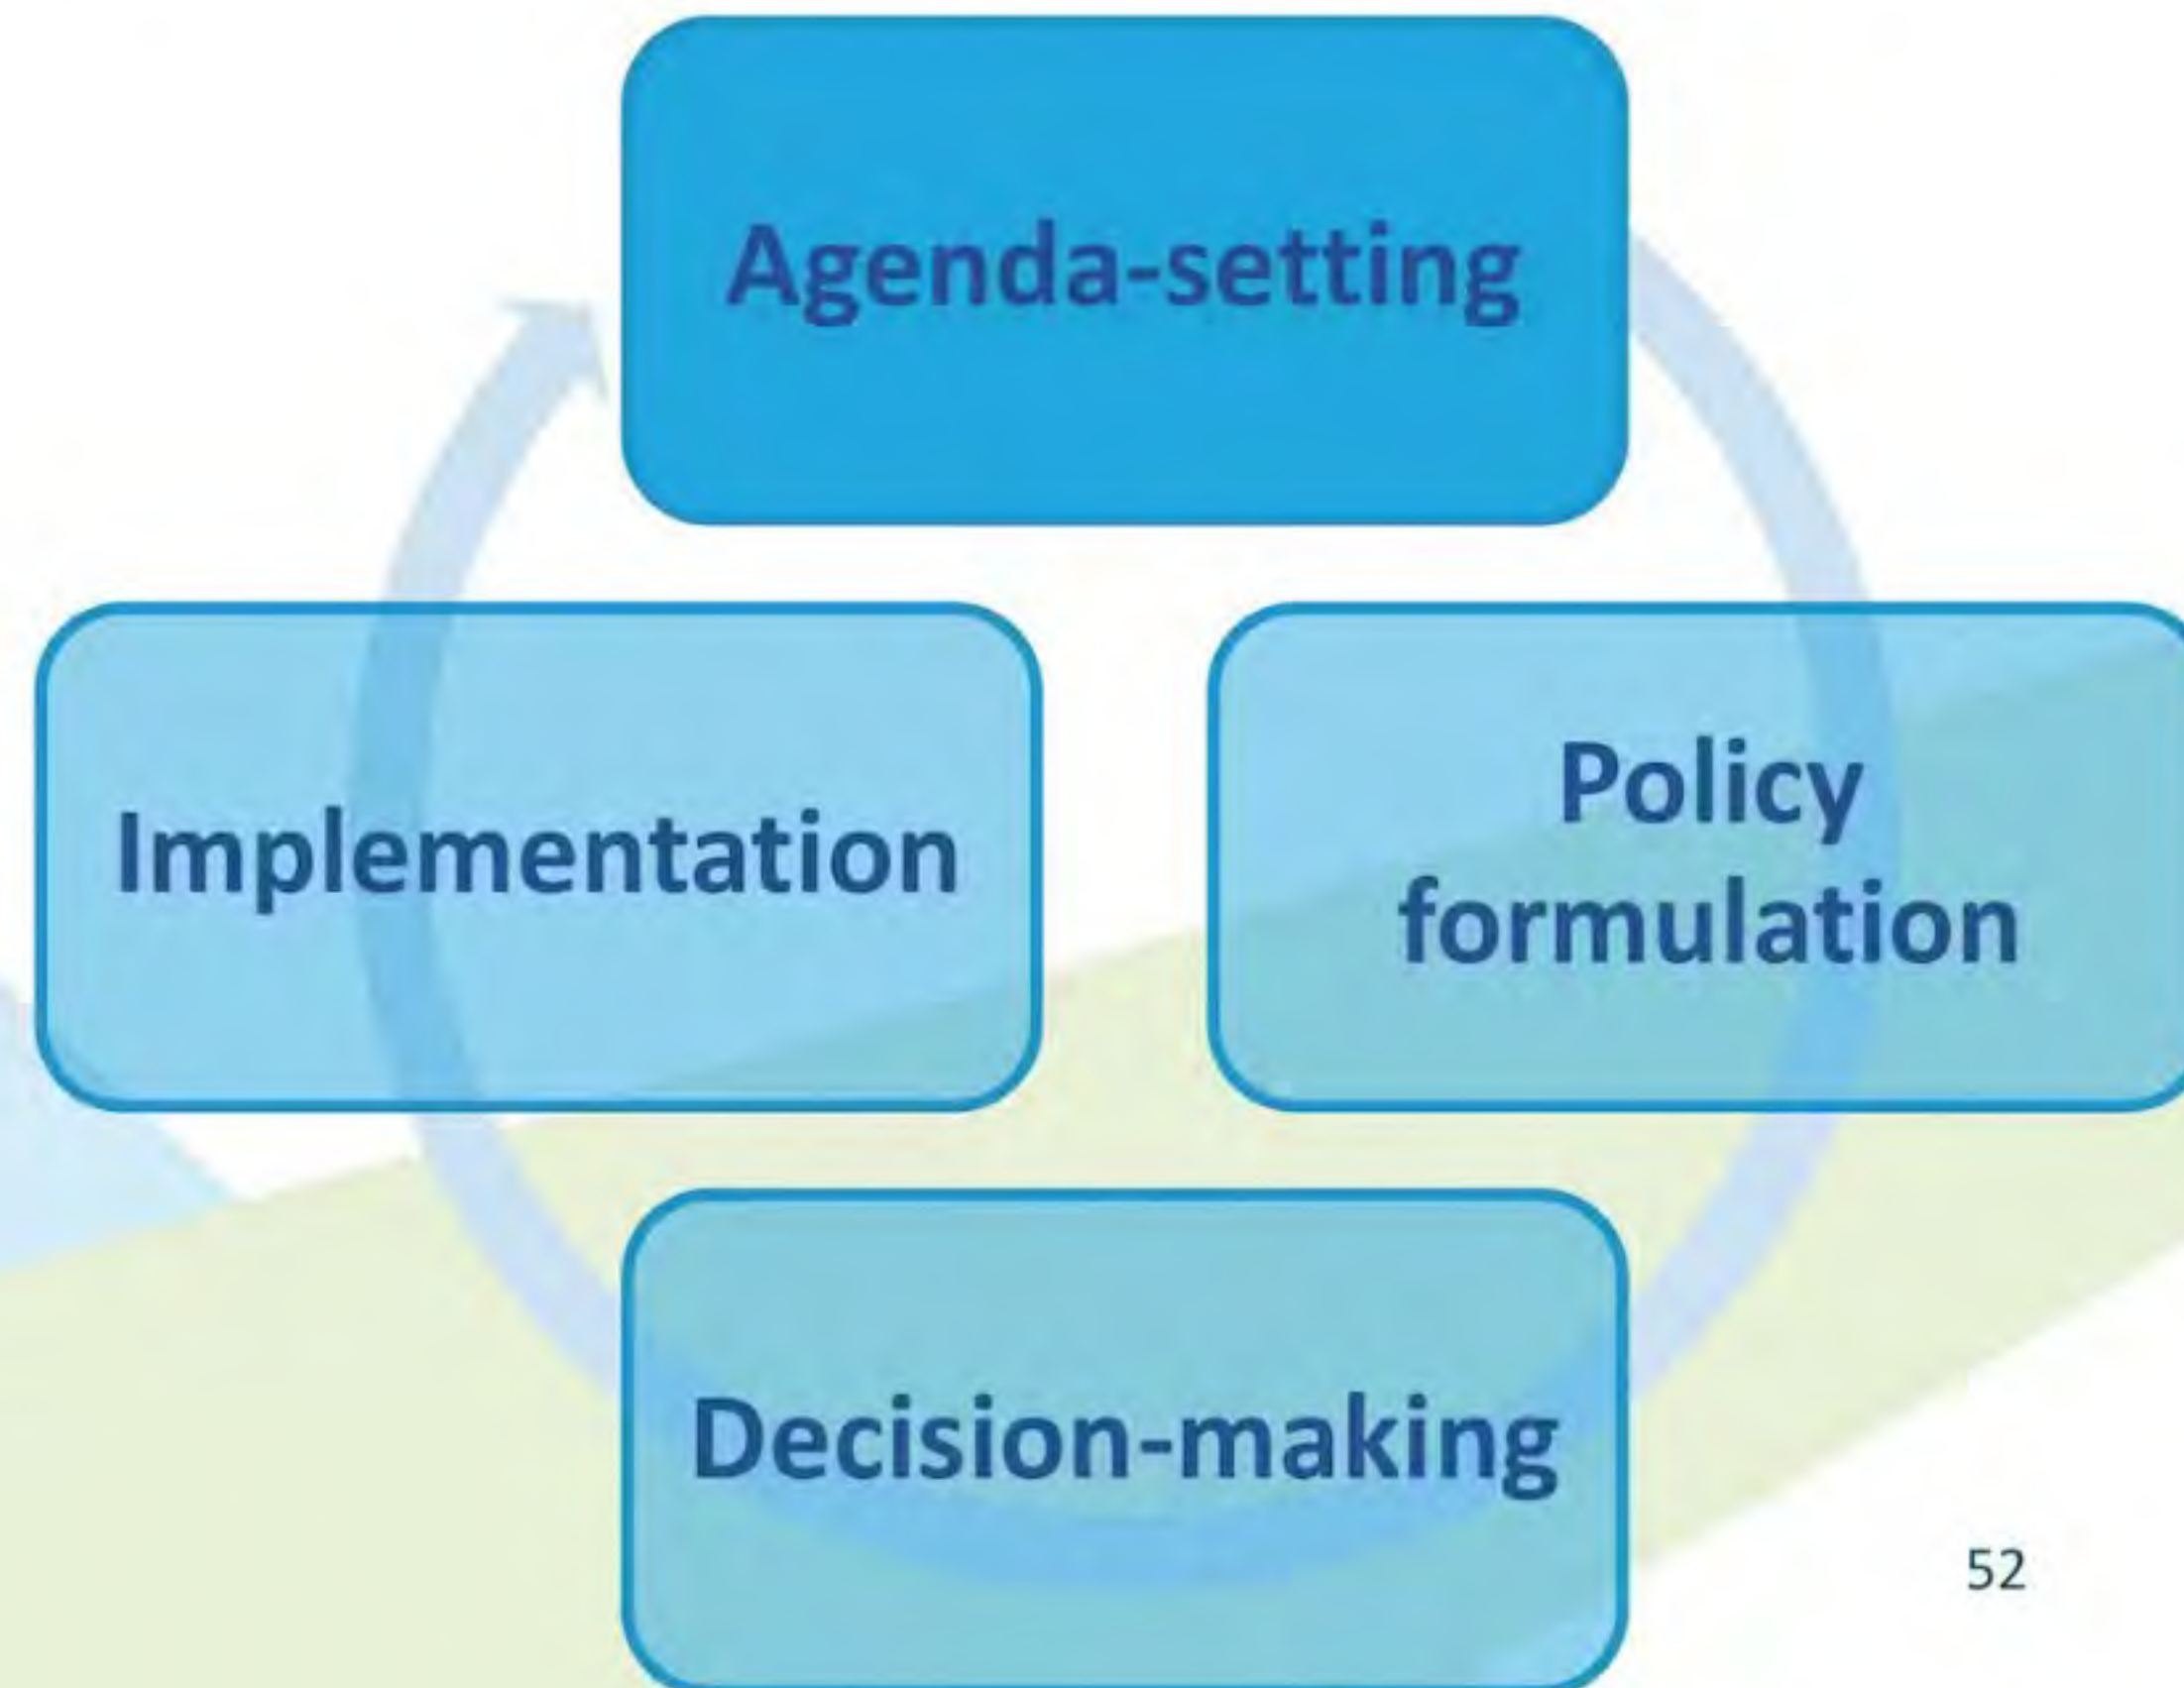 Agenda-setting
Implementation
Policy
formulation
Decision-making
52